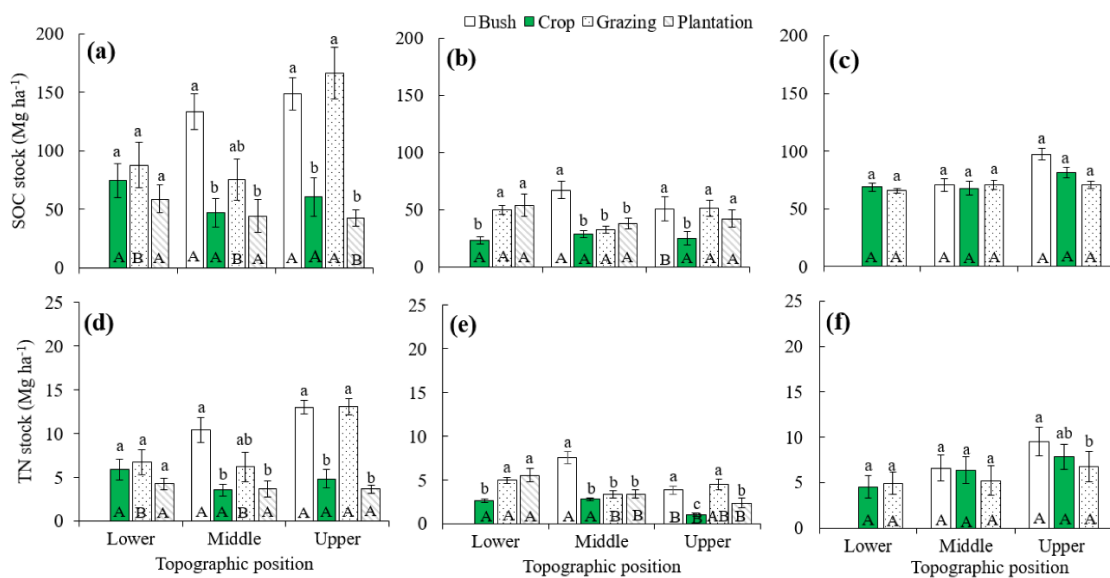 Bush Crop Grazing Plantation
SOC stock (Mg ha⁻¹)
200
150
100
50
0
(a)
a a a
a b ab b
a b a b
A B A
A A B A
A A A B
200
150
100
50
0
(b)
b a a
a b b b
a b a a
A A A
A A A A
B A A A
200
150
100
50
0
(c)
a a
a a a
a a a
A A
A A A
A A A
TN stock (Mg ha⁻¹)
25
20
15
10
5
0
(d)
a a a
a b ab b
a b a b
A B A
A A B A
A A A A
Lower Middle Upper
Topographic position
25
20
15
10
5
0
(e)
b a a
a b b b
a c a b
A A A
A A B B
B B AB B
Lower Middle Upper
Topographic position
25
20
15
10
5
0
(f)
a a
a a a
a ab b
A A
A A A
A A A
Lower Middle Upper
Topographic position